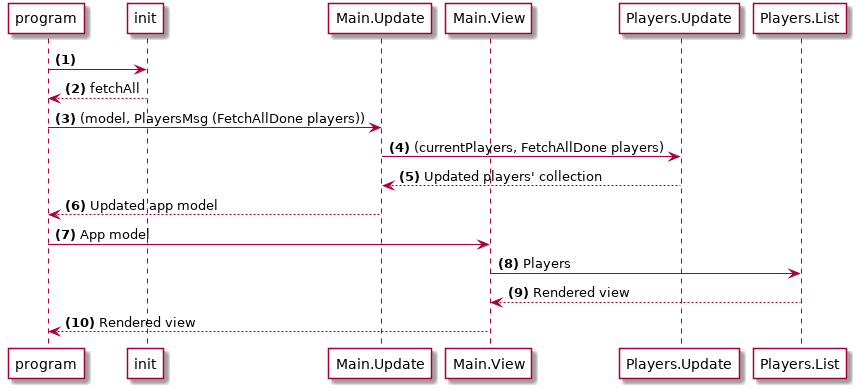 program init Main.Update Main.View Players.Update Players.List
(1)
(2) fetchAll
(3) (model, PlayersMsg (FetchAllDone players))
(4) (currentPlayers, FetchAllDone players)
(5) Updated players' collection
(6) Updated app model
(7) App model
(8) Players
(9) Rendered view
(10) Rendered view
program init Main.Update Main.View Players.Update Players.List